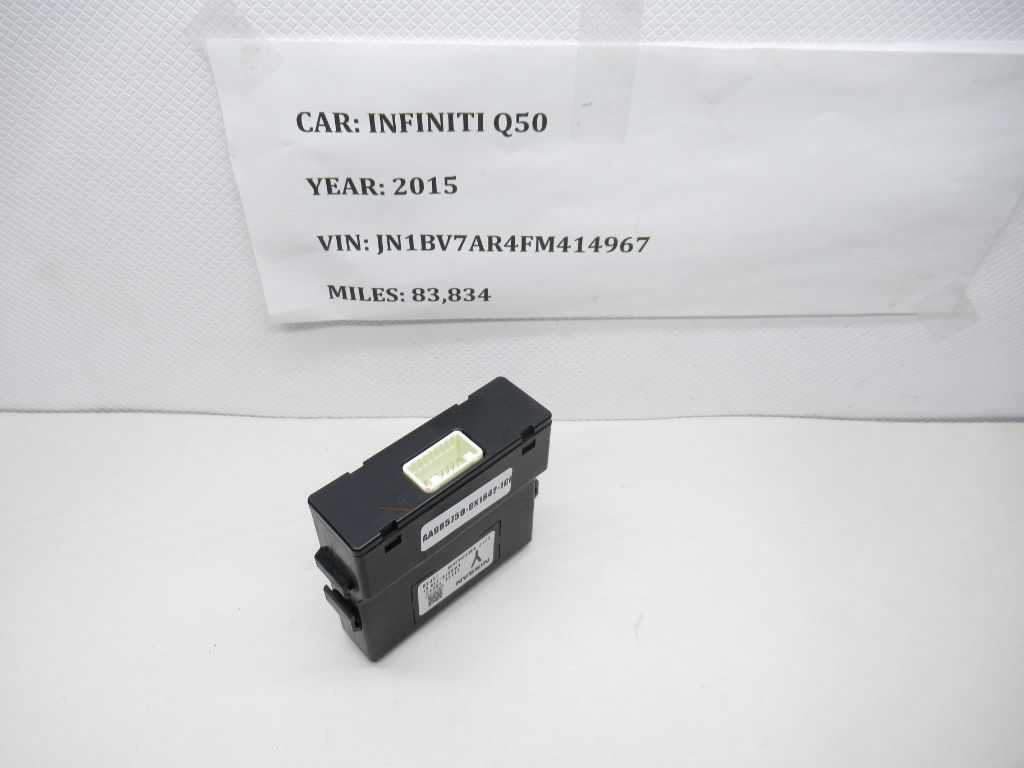 CAR: INFINITI Q50
YEAR: 2015
VIN: JN1BV7AR4FM414967
MILES: 83,834
NISSAN
Y